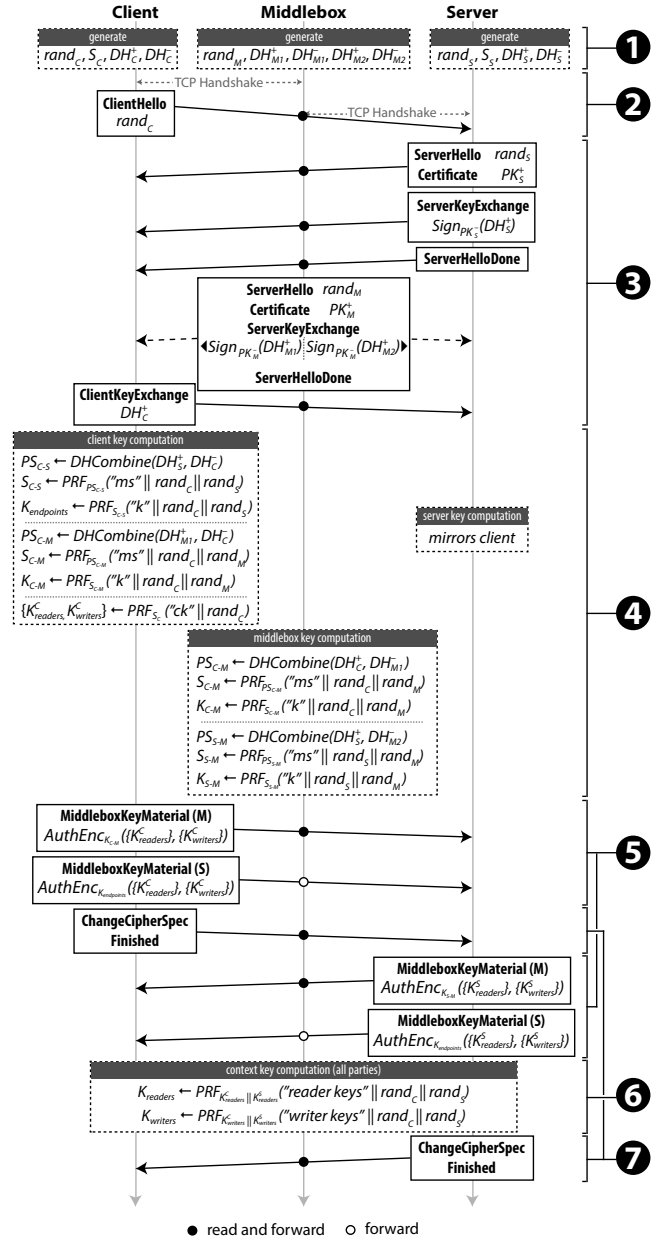 Client Middlebox Server
generate generate generate
rand_C, S_C, DH_C^+, DH_C^- rand_M, DH_M1^+, DH_M1^-, DH_M2^+, DH_M2^- rand_S, S_S, DH_S^+, DH_S^-
1
TCP Handshake
ClientHello
rand_C
TCP Handshake
2
ServerHello rand_S
Certificate PK_S^+
ServerKeyExchange
Sign_PK_S^-(DH_S^+)
ServerHelloDone
3
ServerHello rand_M
Certificate PK_M^+
ServerKeyExchange
Sign_PK_M^-(DH_M1^+) Sign_PK_M^-(DH_M2^+)
ServerHelloDone
ClientKeyExchange
DH_C^+
client key computation
PS_C-S ← DHCombine(DH_S^+, DH_C^-)
S_C-S ← PRF_PS_C-S("ms" || rand_C || rand_S)
K_endpoints ← PRF_S_C-S("k" || rand_C || rand_S)
PS_C-M ← DHCombine(DH_M1^+, DH_C^-)
S_C-M ← PRF_PS_C-M("ms" || rand_C || rand_M)
K_C-M ← PRF_S_C-M("k" || rand_C || rand_M)
{K_readers^C, K_writers^C} ← PRF_S_C("ck" || rand_C)
server key computation
mirrors client
4
middlebox key computation
PS_C-M ← DHCombine(DH_C^+, DH_M1^-)
S_C-M ← PRF_PS_C-M("ms" || rand_C || rand_M)
K_C-M ← PRF_S_C-M("k" || rand_C || rand_M)
PS_S-M ← DHCombine(DH_S^+, DH_M2^-)
S_S-M ← PRF_PS_S-M("ms" || rand_S || rand_M)
K_S-M ← PRF_S_S-M("k" || rand_S || rand_M)
MiddleboxKeyMaterial (M)
AuthEnc_K_C-M({K_readers^C}, {K_writers^C})
5
MiddleboxKeyMaterial (S)
AuthEnc_K_endpoints({K_readers^C}, {K_writers^C})
ChangeCipherSpec
Finished
MiddleboxKeyMaterial (M)
AuthEnc_K_S-M({K_readers^S}, {K_writers^S})
MiddleboxKeyMaterial (S)
AuthEnc_K_endpoints({K_readers^S}, {K_writers^S})
context key computation (all parties)
K_readers ← PRF_K_readers^C || K_readers^S("reader keys" || rand_C || rand_S)
K_writers ← PRF_K_writers^C || K_writers^S("writer keys" || rand_C || rand_S)
6
ChangeCipherSpec
Finished
7
● read and forward ○ forward